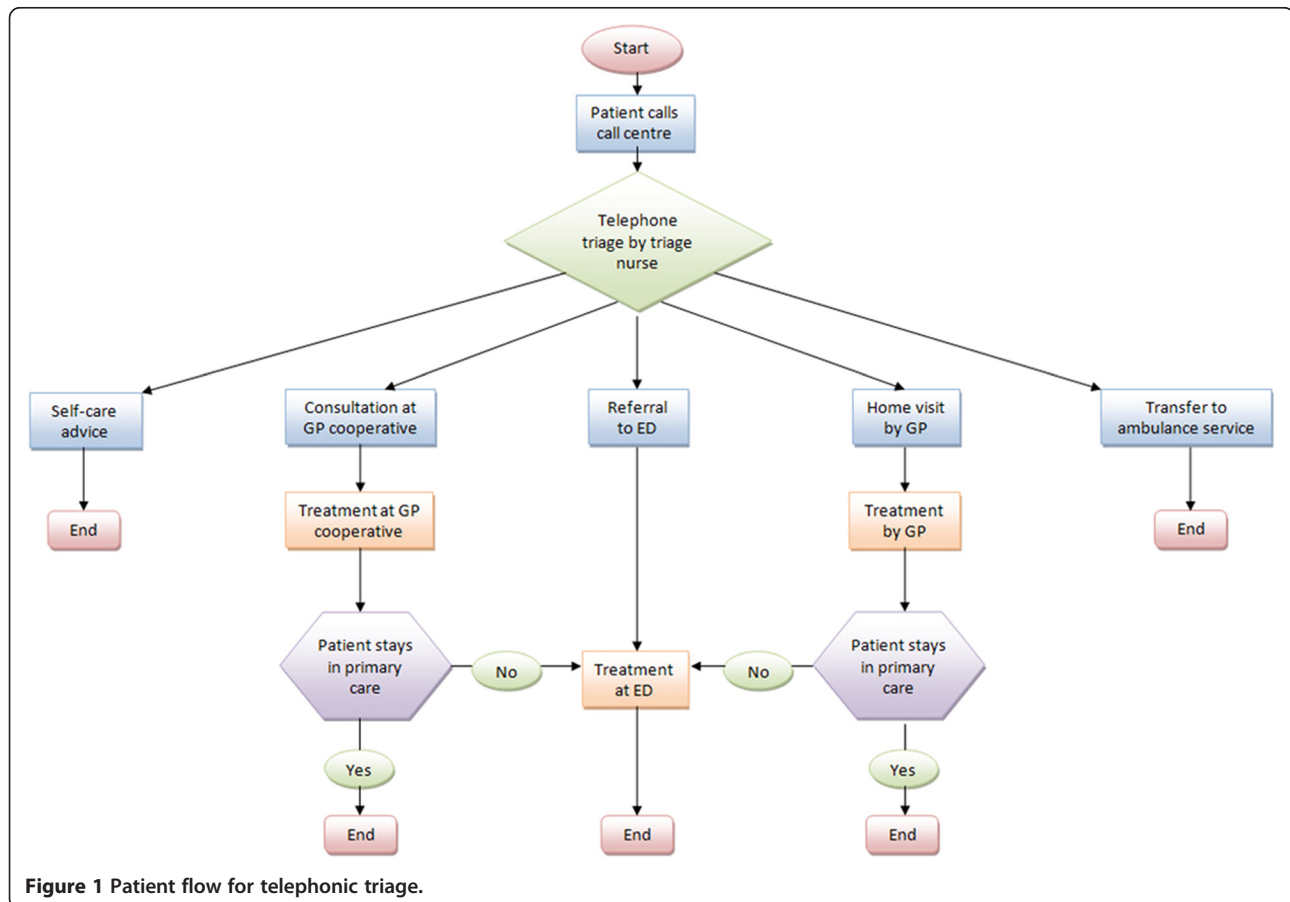 Start
Patient calls
call centre
Telephone
triage by triage
nurse
Self-care
advice
Consultation at
GP cooperative
Referral
to ED
Home visit
by GP
Transfer to
ambulance service
End
Treatment at GP
cooperative
Treatment
by GP
End
Patient stays
in primary
care
No
Treatment
at ED
No
Patient stays
in primary
care
Yes
Yes
End
End
End
Figure 1 Patient flow for telephonic triage.